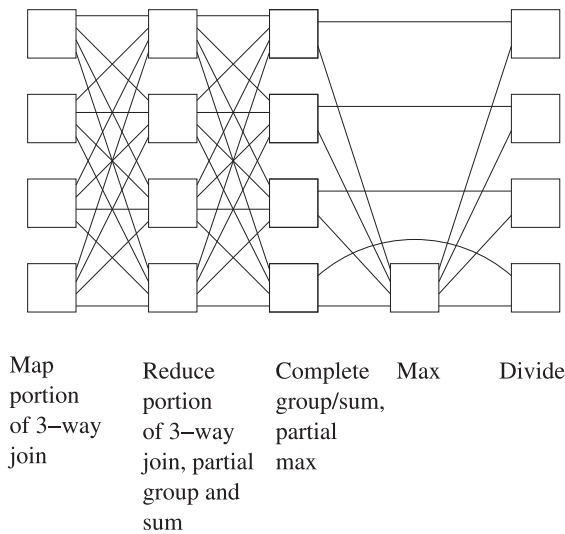 Map
portion
of 3−way
join
Reduce
portion
of 3−way
join, partial
group and
sum
Complete
group/sum,
partial
max
Max
Divide